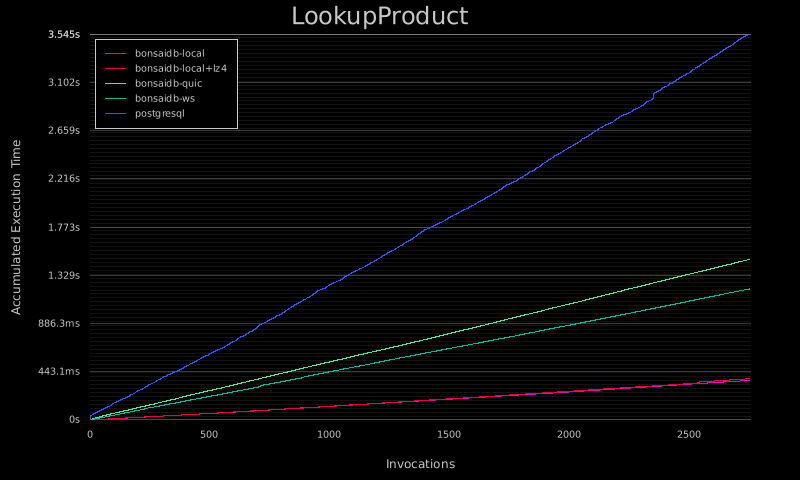 LookupProduct
3.545s
bonsaidb-local
bonsaidb-local+lz4
bonsaidb-quic
bonsaidb-ws
postgresql
3.102s
2.659s
2.216s
1.773s
1.329s
886.3ms
443.1ms
0s
Accumulated Execution Time
0 500 1000 1500 2000 2500
Invocations